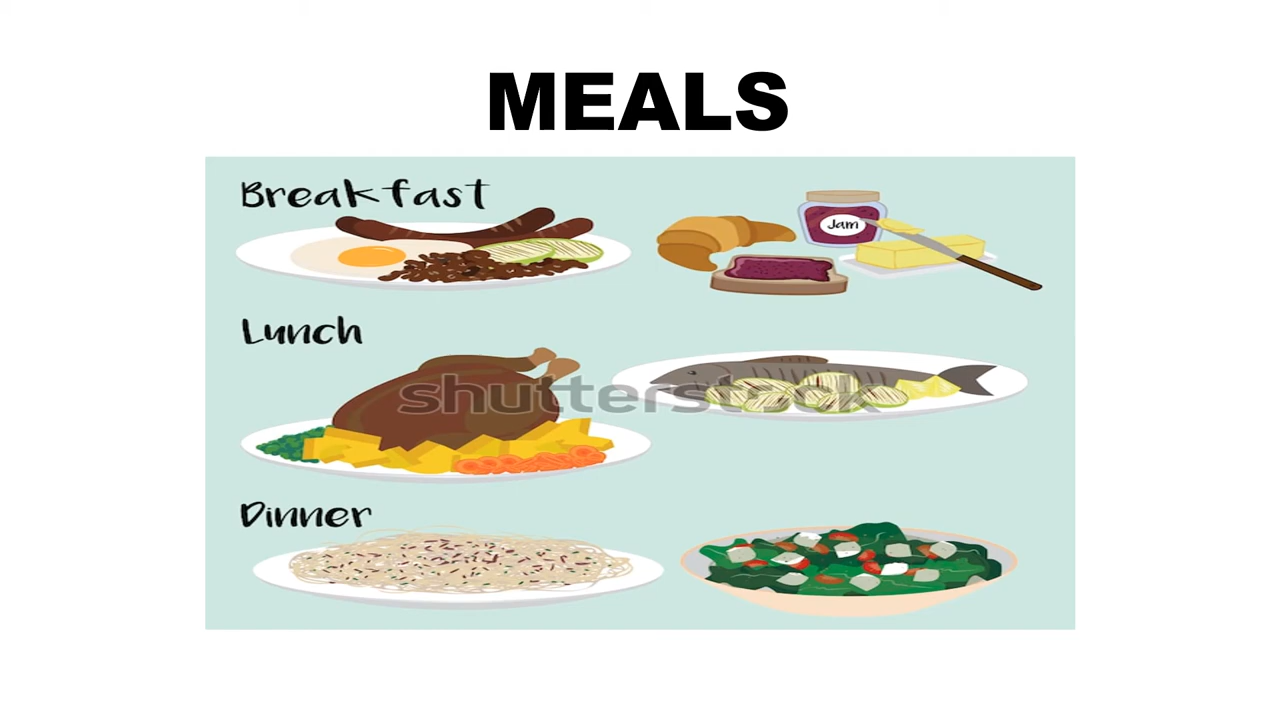 MEALS
Breakfast
Jam
Lunch
shutterstock
Dinner